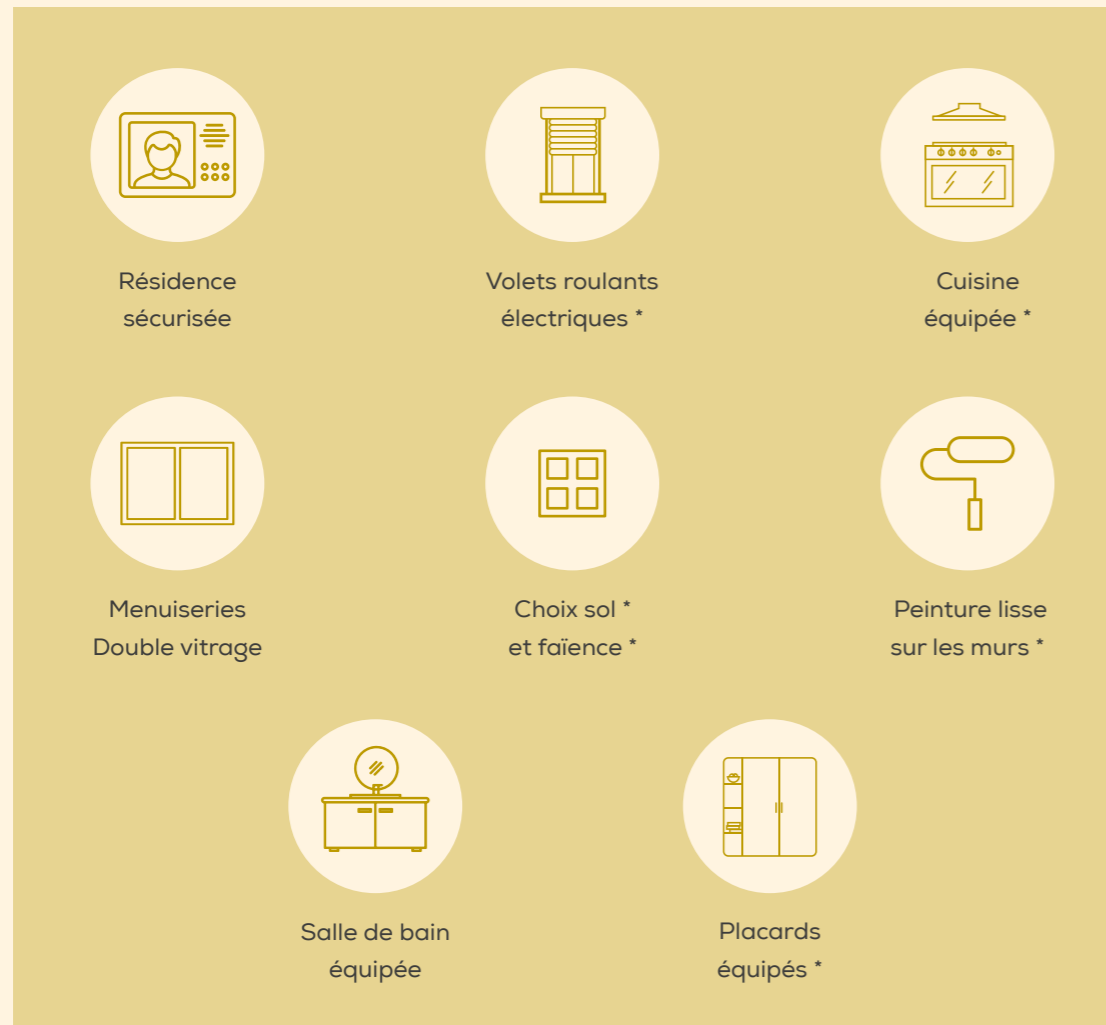 Résidence
sécurisée
Volets roulants
électriques *
Cuisine
équipée *
Menuiseries
Double vitrage
Choix sol *
et faïence *
Peinture lisse
sur les murs *
Salle de bain
équipée
Placards
équipés *